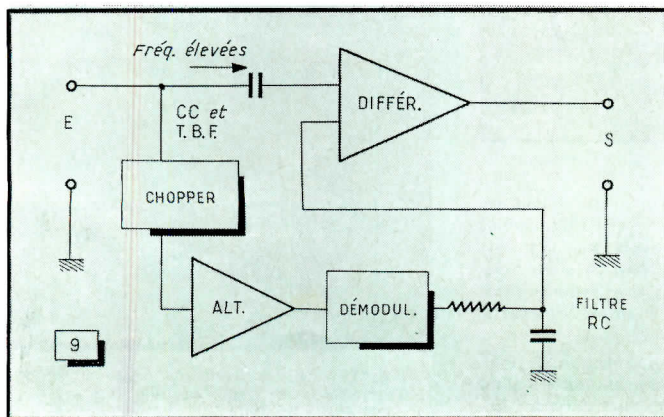 Fréq. élevées
DIFFÉR.
E
CC et
T.B.F.
S
CHOPPER
ALT.
DÉMODUL.
FILTRE
RC
9